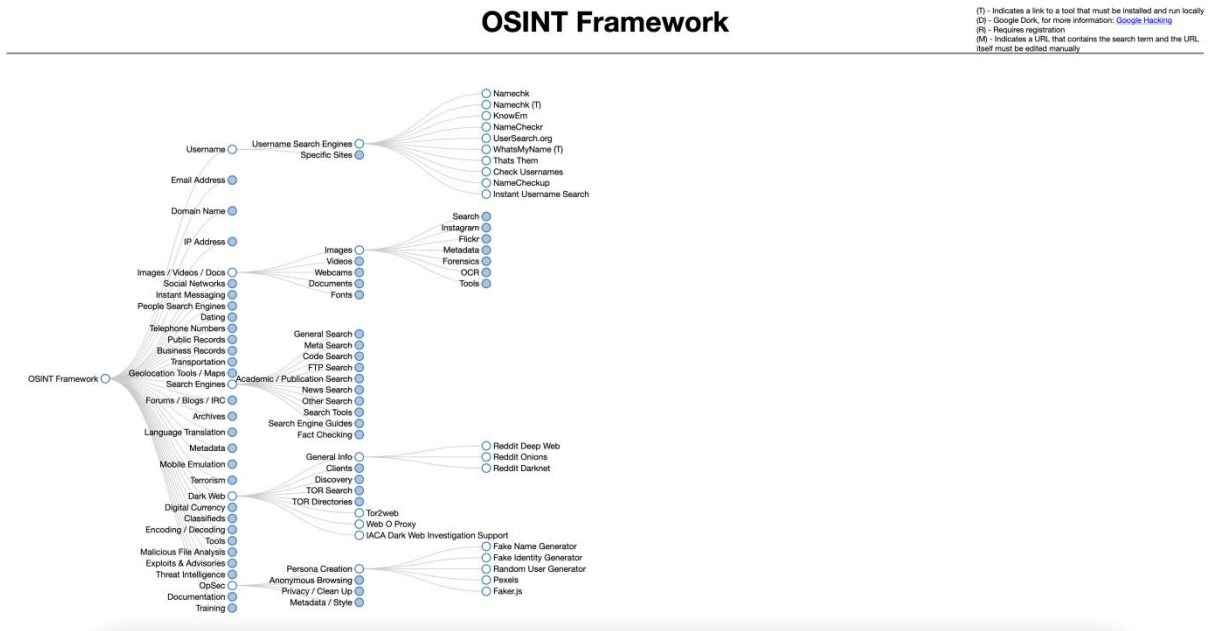 OSINT Framework
(T) - Indicates a link to a tool that must be installed and run locally
(D) - Google Dork, for more information: Google Hacking
(R) - Requires registration
(M) - Indicates a URL that contains the search term and the URL
itself must be edited manually
OSINT Framework
Username
Email Address
Domain Name
IP Address
Images / Videos / Docs
Social Networks
Instant Messaging
People Search Engines
Dating
Telephone Numbers
Public Records
Business Records
Transportation
Geolocation Tools / Maps
Search Engines
Forums / Blogs / IRC
Archives
Language Translation
Metadata
Mobile Emulation
Terrorism
Dark Web
Digital Currency
Classifieds
Encoding / Decoding
Tools
Malicious File Analysis
Exploits & Advisories
Threat Intelligence
OpSec
Documentation
Training
Username Search Engines
Specific Sites
Namechk
Namechk (T)
KnowEm
NameCheckr
UserSearch.org
WhatsMyName (T)
Thats Them
Check Usernames
NameCheckup
Instant Username Search
Images
Videos
Webcams
Documents
Fonts
Search
Instagram
Flickr
Metadata
Forensics
OCR
Tools
General Search
Meta Search
Code Search
FTP Search
Academic / Publication Search
News Search
Other Search
Search Tools
Search Engine Guides
Fact Checking
General Info
Clients
Discovery
TOR Search
TOR Directories
Tor2web
Web O Proxy
IACA Dark Web Investigation Support
Reddit Deep Web
Reddit Onions
Reddit Darknet
Persona Creation
Anonymous Browsing
Privacy / Clean Up
Metadata / Style
Fake Name Generator
Fake Identity Generator
Random User Generator
Pexels
Faker.js